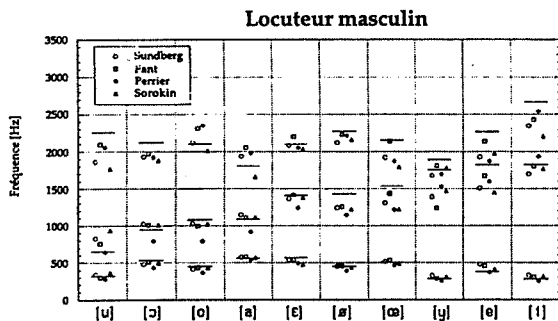 Locuteur masculin
Fréquence [Hz]
3500
3000
2500
2000
1500
1000
500
0
Sundberg
Fant
Perrier
Sorokin
[u] [ɔ] [o] [a] [ɛ] [ø] [œ] [y] [e] [i]